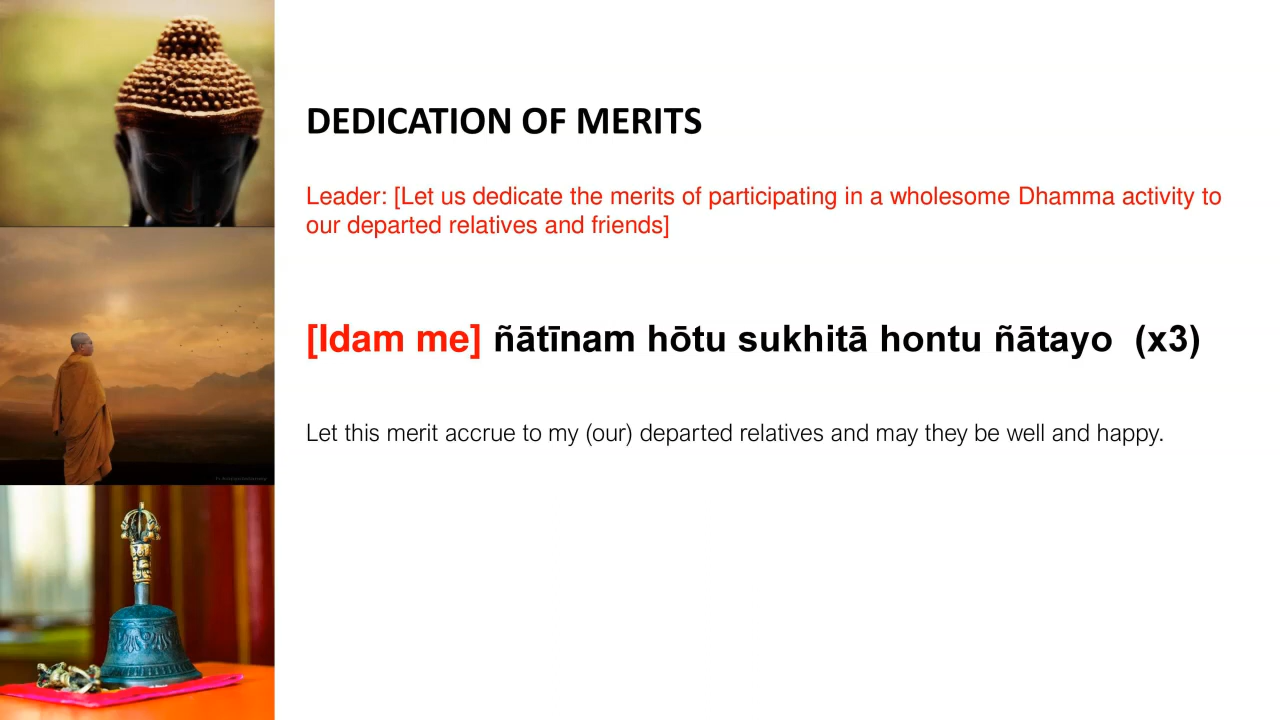 DEDICATION OF MERITS
Leader: [Let us dedicate the merits of participating in a wholesome Dhamma activity to
our departed relatives and friends]
[Idam me] ñātīnam hōtu sukhitā hontu ñātayo (x3)
Let this merit accrue to my (our) departed relatives and may they be well and happy.